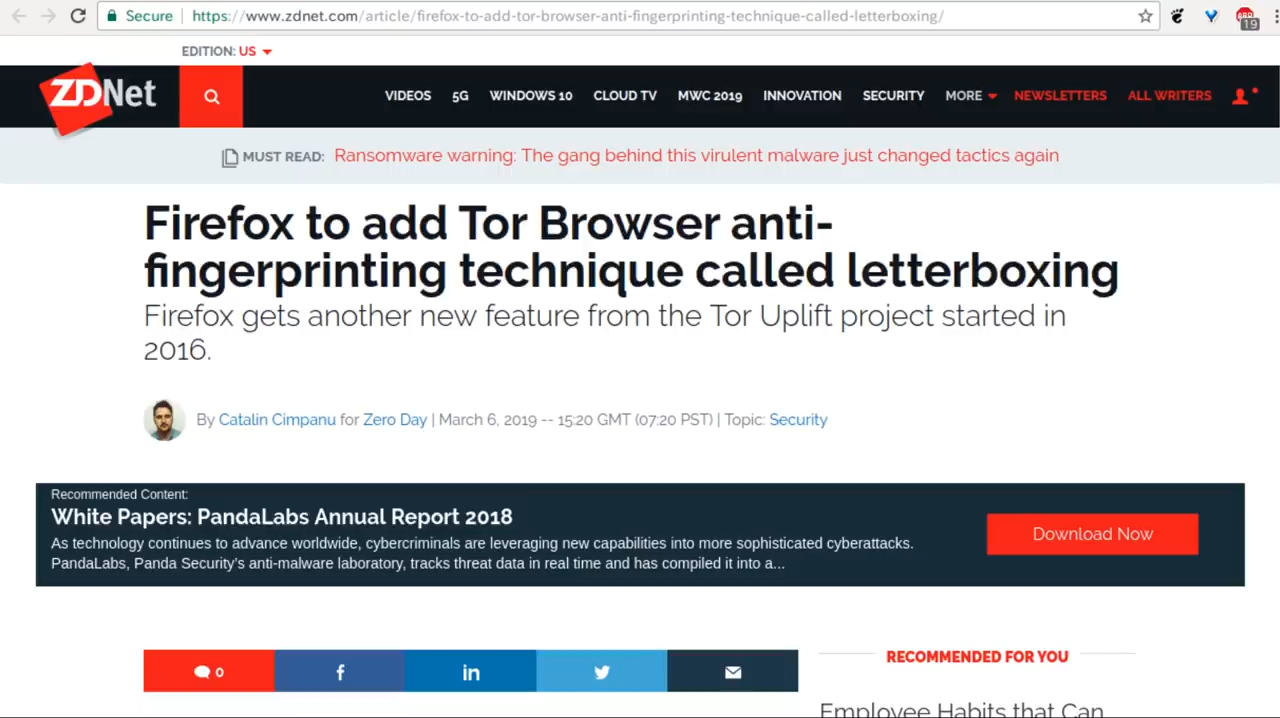 Secure https://www.zdnet.com/article/firefox-to-add-tor-browser-anti-fingerprinting-technique-called-letterboxing/
19
EDITION: US
ZDNet
VIDEOS 5G WINDOWS 10 CLOUD TV MWC 2019 INNOVATION SECURITY MORE NEWSLETTERS ALL WRITERS
MUST READ: Ransomware warning: The gang behind this virulent malware just changed tactics again
Firefox to add Tor Browser anti-
fingerprinting technique called letterboxing
Firefox gets another new feature from the Tor Uplift project started in
2016.
By Catalin Cimpanu for Zero Day | March 6, 2019 -- 15:20 GMT (07:20 PST) | Topic: Security
Recommended Content:
White Papers: PandaLabs Annual Report 2018
As technology continues to advance worldwide, cybercriminals are leveraging new capabilities into more sophisticated cyberattacks.
PandaLabs, Panda Security's anti-malware laboratory, tracks threat data in real time and has compiled it into a...
Download Now
0 f in
RECOMMENDED FOR YOU
Employee Habits that Can